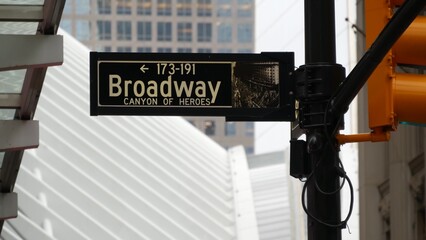 ← 173-191
Broadway
CANYON OF HEROES